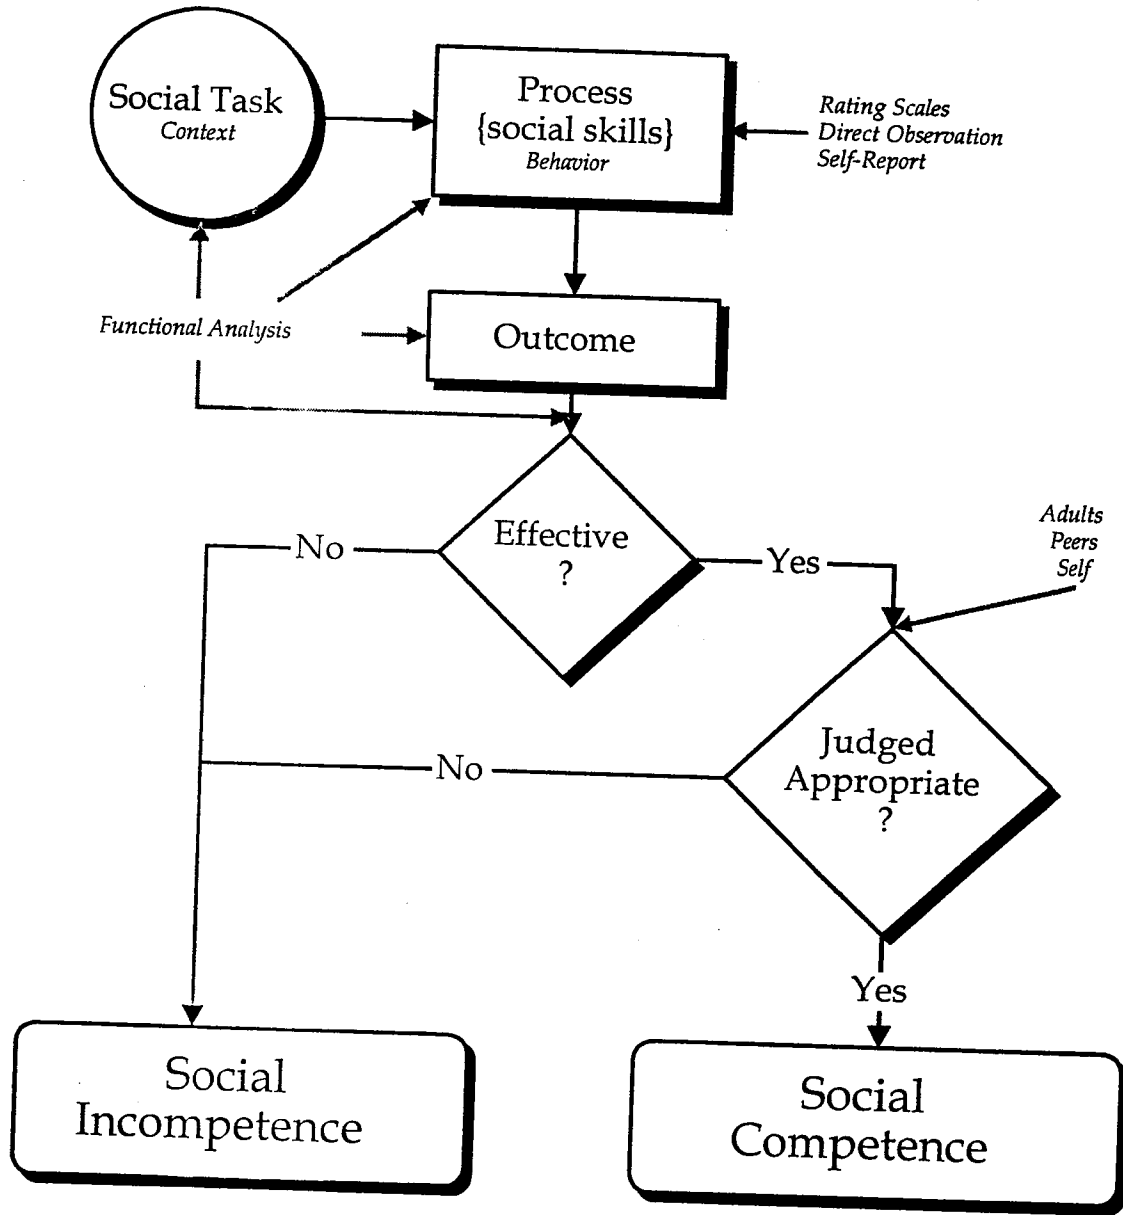 Social Task
Context
Process
{social skills}
Behavior
Rating Scales
Direct Observation
Self-Report
Functional Analysis
Outcome
Effective
?
No
Yes
Adults
Peers
Self
Judged
Appropriate
?
No
Yes
Social
Incompetence
Social
Competence